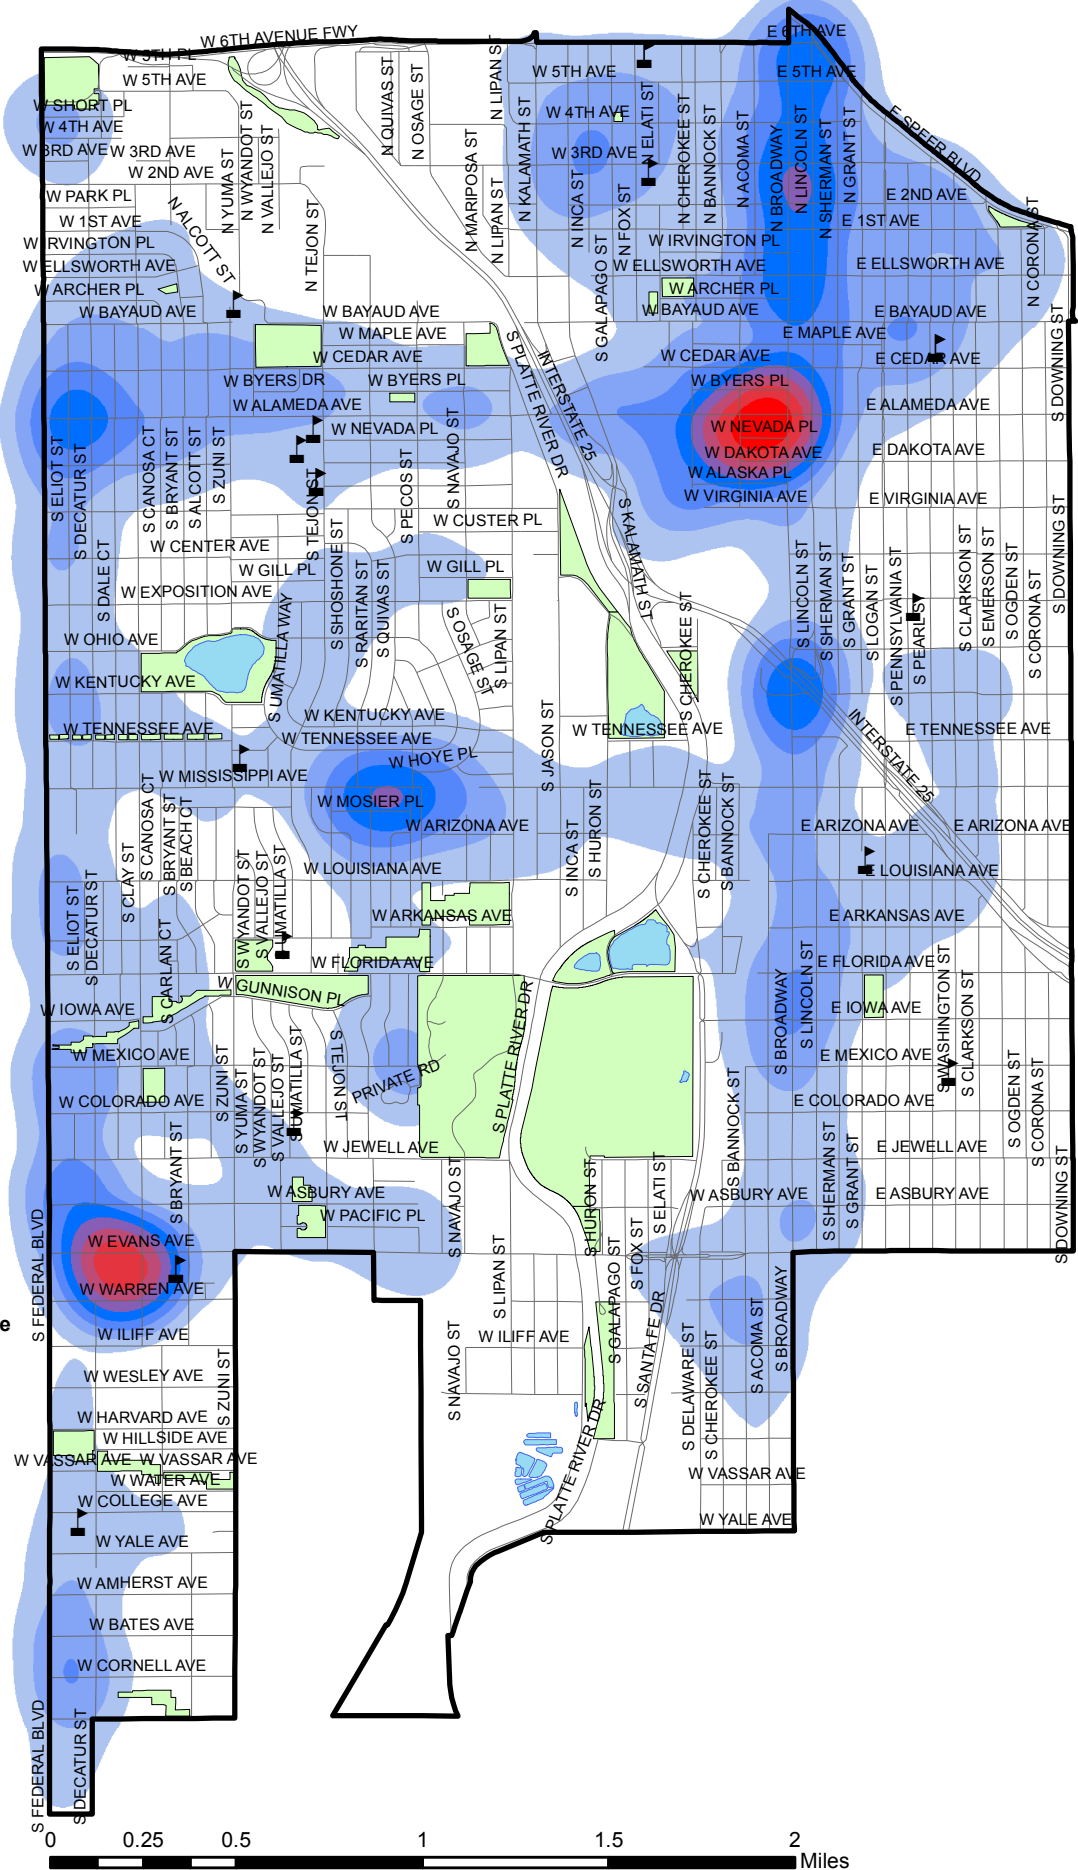 W 6TH AVENUE FWY
E 6TH AVE
W 5TH PL
W 5TH AVE
W 5TH AVE
E 5TH AVE
W SHORT PL
W 4TH AVE
W 4TH AVE
W 3RD AVE
W 3RD AVE
W 3RD AVE
W 2ND AVE
E 2ND AVE
W PARK PL
W 1ST AVE
E 1ST AVE
W IRVINGTON PL
W IRVINGTON PL
W ELLSWORTH AVE
W ELLSWORTH AVE
E ELLSWORTH AVE
W ARCHER PL
W ARCHER PL
W BAYAUD AVE
W BAYAUD AVE
W BAYAUD AVE
E BAYAUD AVE
N YUMA ST
N WYANDOT ST
N VALLEJO ST
N ALCOTT ST
N TEJON ST
N QUIVAS ST
N OSAGE ST
N MARIPOSA ST
N LIPAN ST
N LIPAN ST
N KALAMATH ST
N INCA ST
N FOX ST
N ELATI ST
S GALAPAGO ST
N CHEROKEE ST
N BANNOCK ST
N ACOMA ST
N BROADWAY
N LINCOLN ST
N SHERMAN ST
N GRANT ST
E SPEER BLVD
N CORONA ST
W MAPLE AVE
E MAPLE AVE
W CEDAR AVE
W CEDAR AVE
E CEDAR AVE
W BYERS DR
W BYERS PL
W BYERS PL
W ALAMEDA AVE
E ALAMEDA AVE
W NEVADA PL
W NEVADA PL
W DAKOTA AVE
E DAKOTA AVE
W ALASKA PL
W VIRGINIA AVE
E VIRGINIA AVE
S PLATTE RIVER DR
INTERSTATE 25
S KALAMATH ST
S DOWNING ST
S DOWNING ST
S ELIOT ST
S DECATUR ST
S DALE CT
S CANOSA CT
S BRYANT ST
S ALCOTT ST
S ZUNI ST
S TEJON ST
S SHOSHONE ST
S RARITAN ST
S QUIVAS ST
S PECOS ST
S NAVAJO ST
W CUSTER PL
W CENTER AVE
W GILL PL
W GILL PL
W EXPOSITION AVE
W OHIO AVE
S UMATILLA WAY
S OSAGE ST
S LIPAN ST
S CHEROKEE ST
S LINCOLN ST
S SHERMAN ST
S GRANT ST
S LOGAN ST
S PENNSYLVANIA ST
S PEARL ST
S CLARKSON ST
S EMERSON ST
S OGDEN ST
S CORONA ST
W KENTUCKY AVE
W KENTUCKY AVE
W TENNESSEE AVE
W TENNESSEE AVE
W TENNESSEE AVE
E TENNESSEE AVE
W HOYE PL
W MISSISSIPPI AVE
W MOSIER PL
W ARIZONA AVE
E ARIZONA AVE
E ARIZONA AVE
INTERSTATE 25
S JASON ST
S INCA ST
S HURON ST
S CHEROKEE ST
S BANNOCK ST
W LOUISIANA AVE
E LOUISIANA AVE
W ARKANSAS AVE
E ARKANSAS AVE
W FLORIDA AVE
E FLORIDA AVE
S ELIOT ST
S DECATUR ST
S CLAY ST
S CANOSA CT
S BRYANT ST
S BEACH CT
S CARLAN CT
S WYANDOT ST
S VALLEJO ST
S UMATILLA ST
W GUNNISON PL
W IOWA AVE
E IOWA AVE
W MEXICO AVE
E MEXICO AVE
W COLORADO AVE
E COLORADO AVE
S ZUNI ST
S YUMA ST
S WYANDOT ST
S VALLEJO ST
S UMATILLA ST
S TEJON ST
PRIVATE RD
S PLATTE RIVER DR
S BROADWAY
S LINCOLN ST
S WASHINGTON ST
S CLARKSON ST
S OGDEN ST
S CORONA ST
W JEWELL AVE
E JEWELL AVE
W ASBURY AVE
W ASBURY AVE
E ASBURY AVE
W PACIFIC PL
S BRYANT ST
S NAVAJO ST
S HURON ST
S ELATI ST
S FOX ST
S BANNOCK ST
S SHERMAN ST
S GRANT ST
S DOWNING ST
W EVANS AVE
W WARREN AVE
S FEDERAL BLVD
e
W ILIFF AVE
W ILIFF AVE
W WESLEY AVE
W HARVARD AVE
W HILLSIDE AVE
W VASSAR AVE
W VASSAR AVE
W VASSAR AVE
W WATER AVE
W COLLEGE AVE
W YALE AVE
W YALE AVE
W AMHERST AVE
W BATES AVE
W CORNELL AVE
S ZUNI ST
S NAVAJO ST
S LIPAN ST
S GALAPAGO ST
S SANTA FE DR
S DELAWARE ST
S CHEROKEE ST
S ACOMA ST
S BROADWAY
S PLATTE RIVER DR
S FEDERAL BLVD
S DECATUR ST
0 0.25 0.5 1 1.5 2
Miles